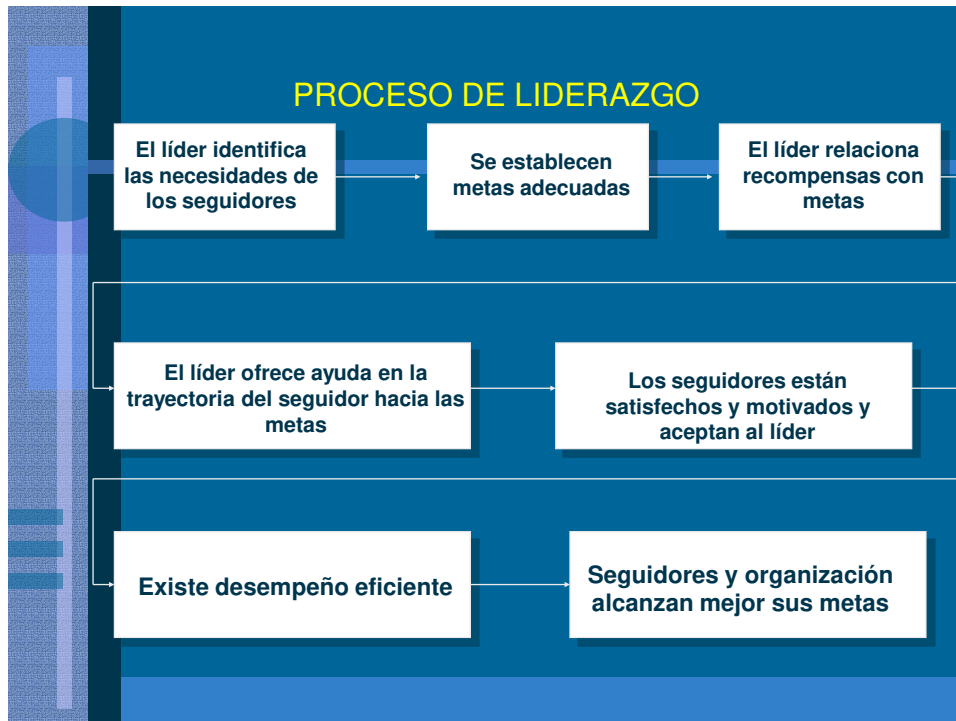 PROCESO DE LIDERAZGO
El líder identifica
las necesidades de
los seguidores
Se establecen
metas adecuadas
El líder relaciona
recompensas con
metas
El líder ofrece ayuda en la
trayectoria del seguidor hacia las
metas
Los seguidores están
satisfechos y motivados y
aceptan al líder
Existe desempeño eficiente
Seguidores y organización
alcanzan mejor sus metas